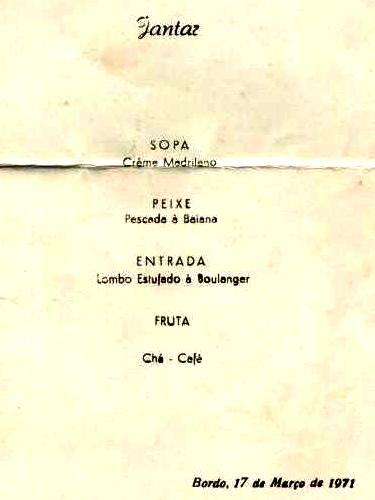 Jantar
SOPA
Crême Madrileno
PEIXE
Pescada à Baiana
ENTRADA
Lombo Estufado à Boulanger
FRUTA
Chá - Café
Bordo, 17 de Março de 1971